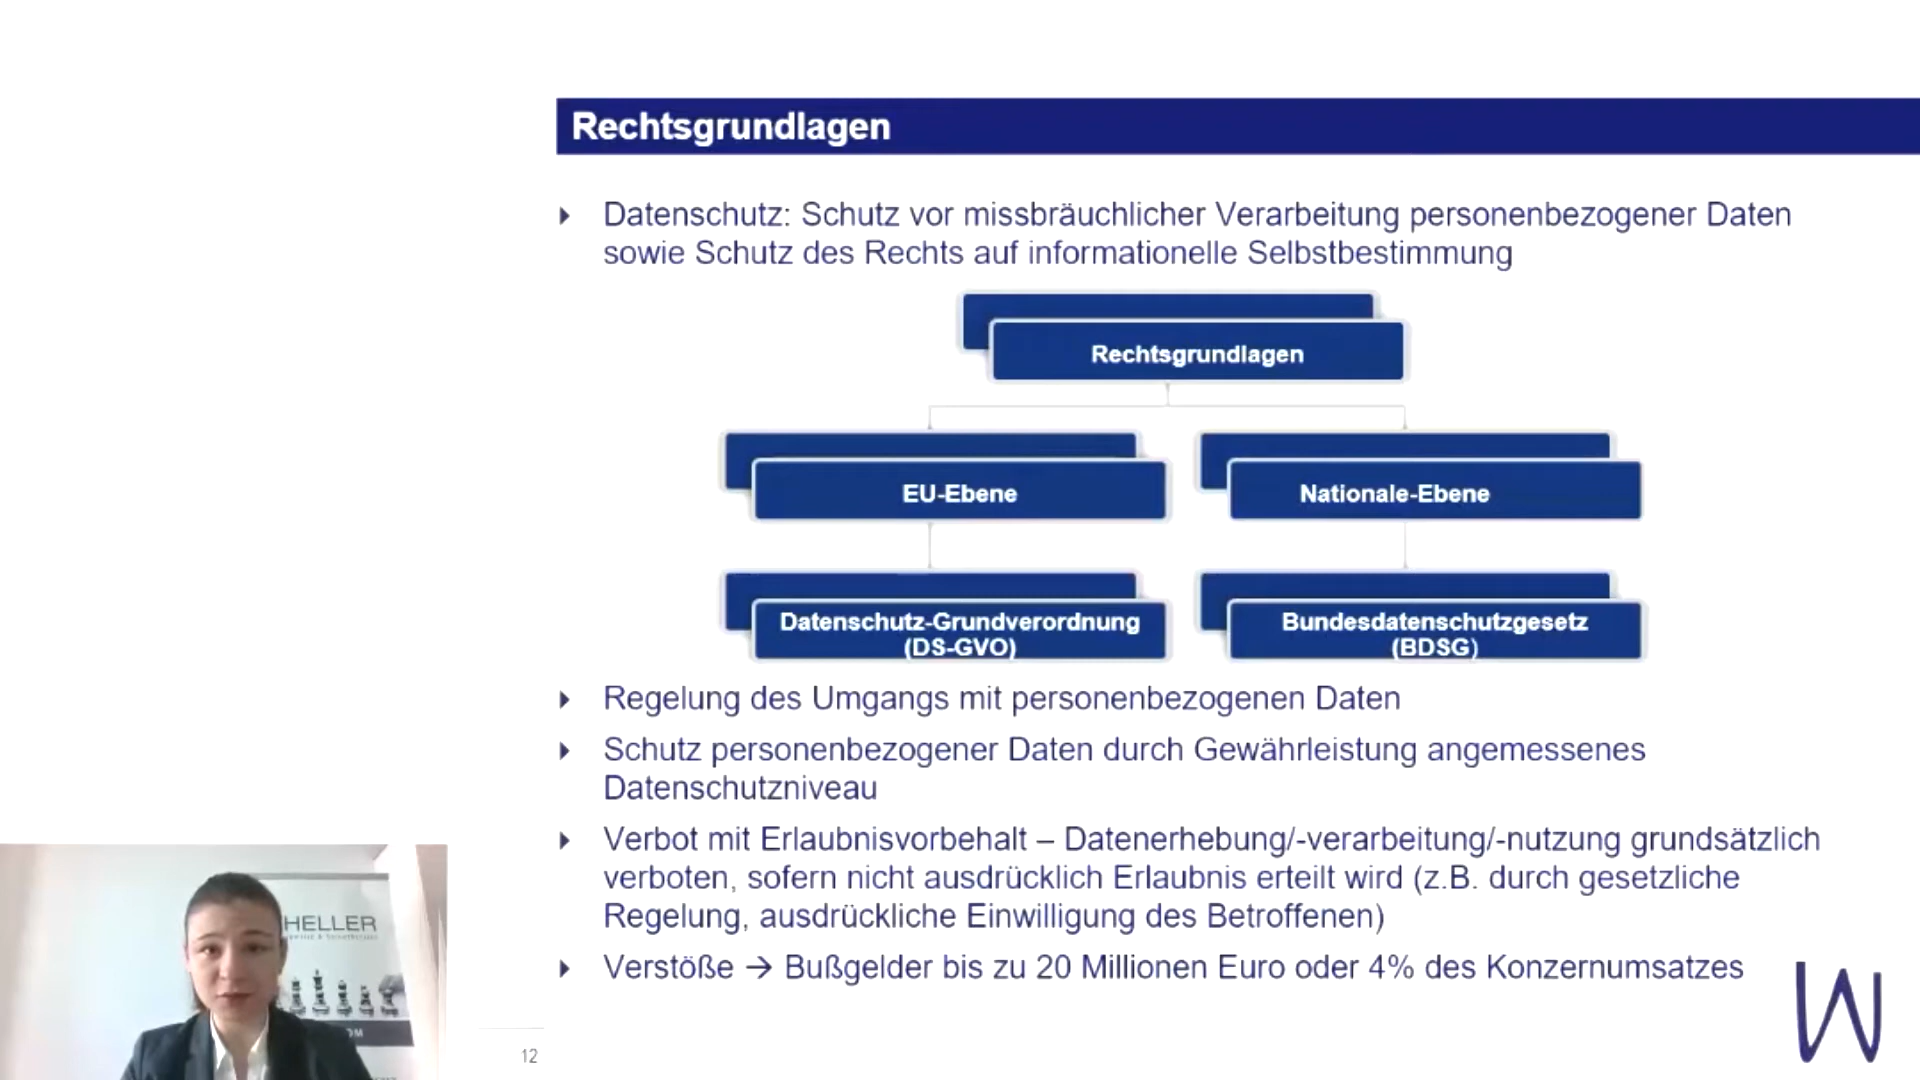 Rechtsgrundlagen
Datenschutz: Schutz vor missbräuchlicher Verarbeitung personenbezogener Daten
sowie Schutz des Rechts auf informationelle Selbstbestimmung
Rechtsgrundlagen
EU-Ebene
Nationale-Ebene
Datenschutz-Grundverordnung
(DS-GVO)
Bundesdatenschutzgesetz
(BDSG)
Regelung des Umgangs mit personenbezogenen Daten
Schutz personenbezogener Daten durch Gewährleistung angemessenes
Datenschutzniveau
Verbot mit Erlaubnisvorbehalt – Datenerhebung/-verarbeitung/-nutzung grundsätzlich
verboten, sofern nicht ausdrücklich Erlaubnis erteilt wird (z.B. durch gesetzliche
Regelung, ausdrückliche Einwilligung des Betroffenen)
Verstöße → Bußgelder bis zu 20 Millionen Euro oder 4% des Konzernumsatzes
HELLER
12
W